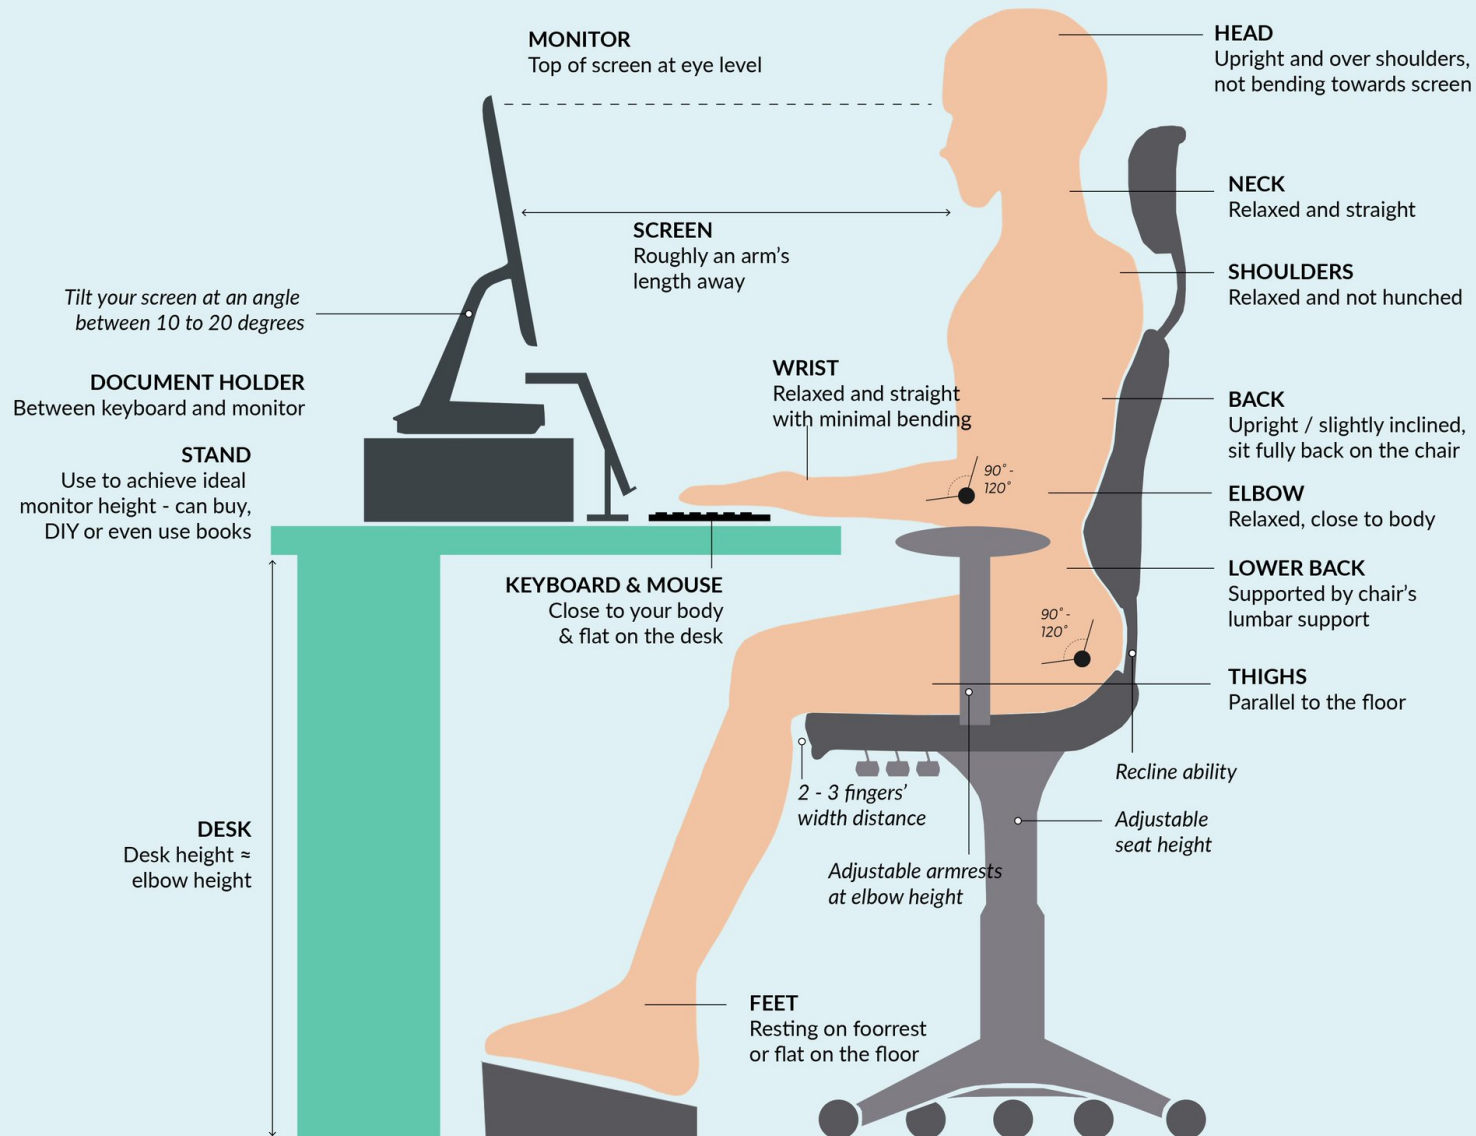 MONITOR
Top of screen at eye level
HEAD
Upright and over shoulders,
not bending towards screen
NECK
Relaxed and straight
SCREEN
Roughly an arm's
length away
SHOULDERS
Relaxed and not hunched
Tilt your screen at an angle
between 10 to 20 degrees
DOCUMENT HOLDER
Between keyboard and monitor
WRIST
Relaxed and straight
with minimal bending
BACK
Upright / slightly inclined,
sit fully back on the chair
STAND
Use to achieve ideal
monitor height - can buy,
DIY or even use books
90° -
120°
ELBOW
Relaxed, close to body
KEYBOARD & MOUSE
Close to your body
& flat on the desk
LOWER BACK
Supported by chair's
lumbar support
90° -
120°
THIGHS
Parallel to the floor
Recline ability
2 - 3 fingers'
width distance
Adjustable
seat height
DESK
Desk height ≈
elbow height
Adjustable armrests
at elbow height
FEET
Resting on foorrest
or flat on the floor